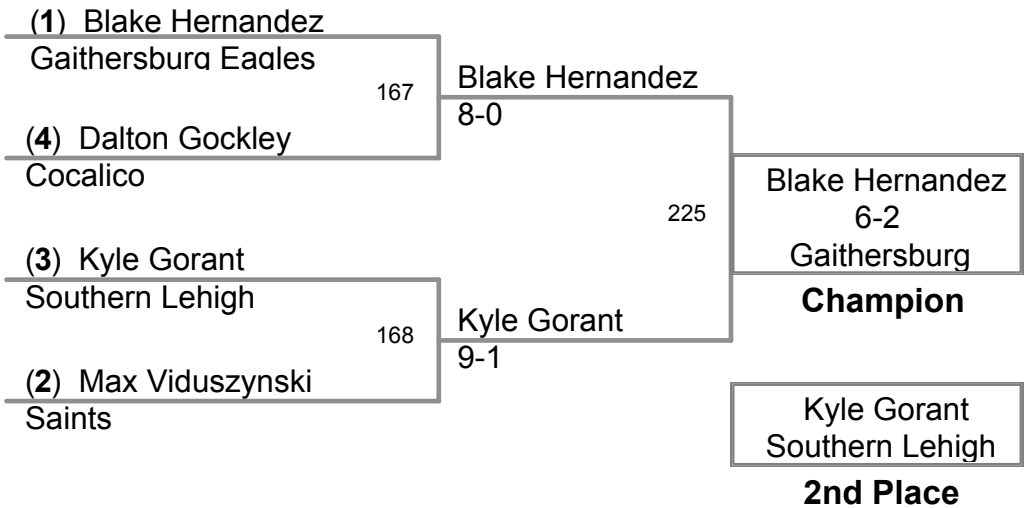 (1) Blake Hernandez
Gaithersburg Eagles
167
Blake Hernandez
8-0
(4) Dalton Gockley
Cocalico
225
Blake Hernandez
6-2
Gaithersburg
Champion
(3) Kyle Gorant
Southern Lehigh
168
Kyle Gorant
9-1
(2) Max Viduszynski
Saints
Kyle Gorant
Southern Lehigh
2nd Place